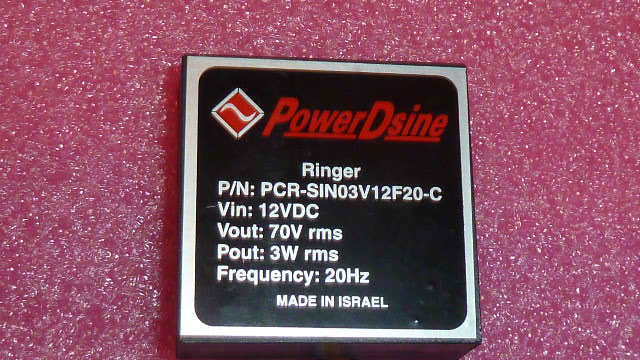 PowerDsine
Ringer
P/N: PCR-SIN03V12F20-C
Vin: 12VDC
Vout: 70V rms
Pout: 3W rms
Frequency: 20Hz
MADE IN ISRAEL